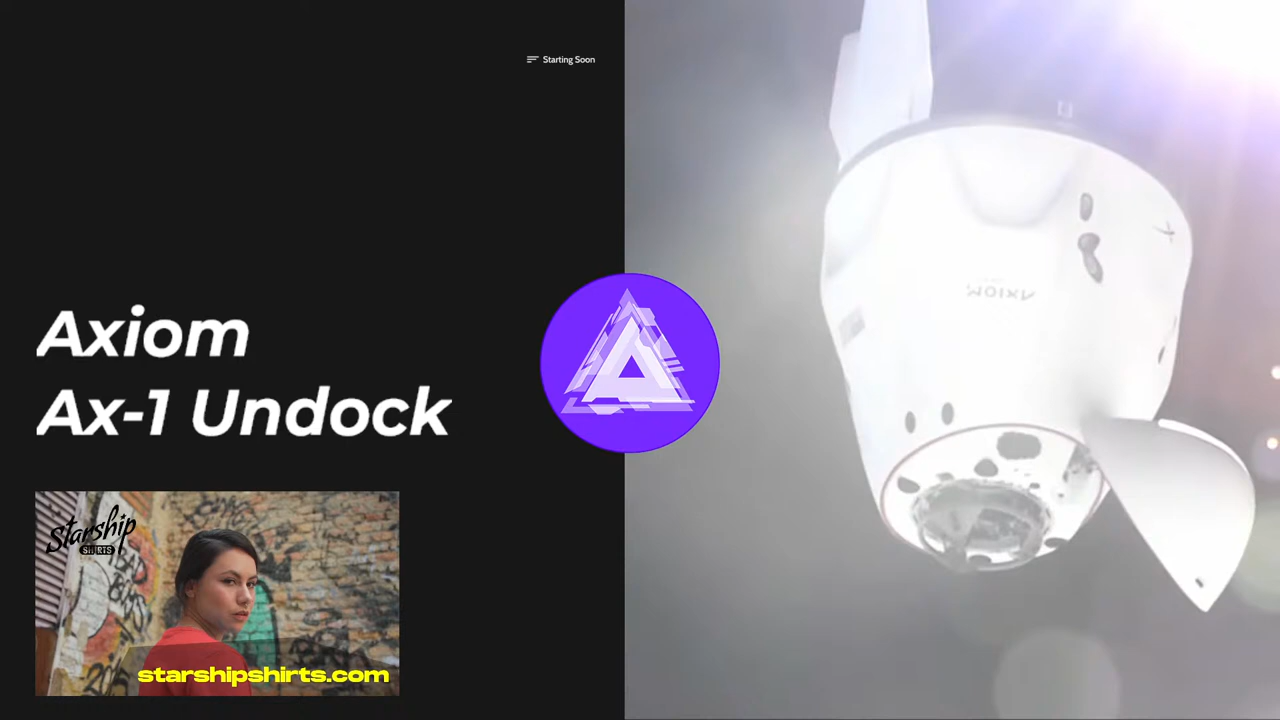 Starting Soon
Axiom
Ax-1 Undock
Starship
SHIRTS
starshipshirts.com
AXIOM